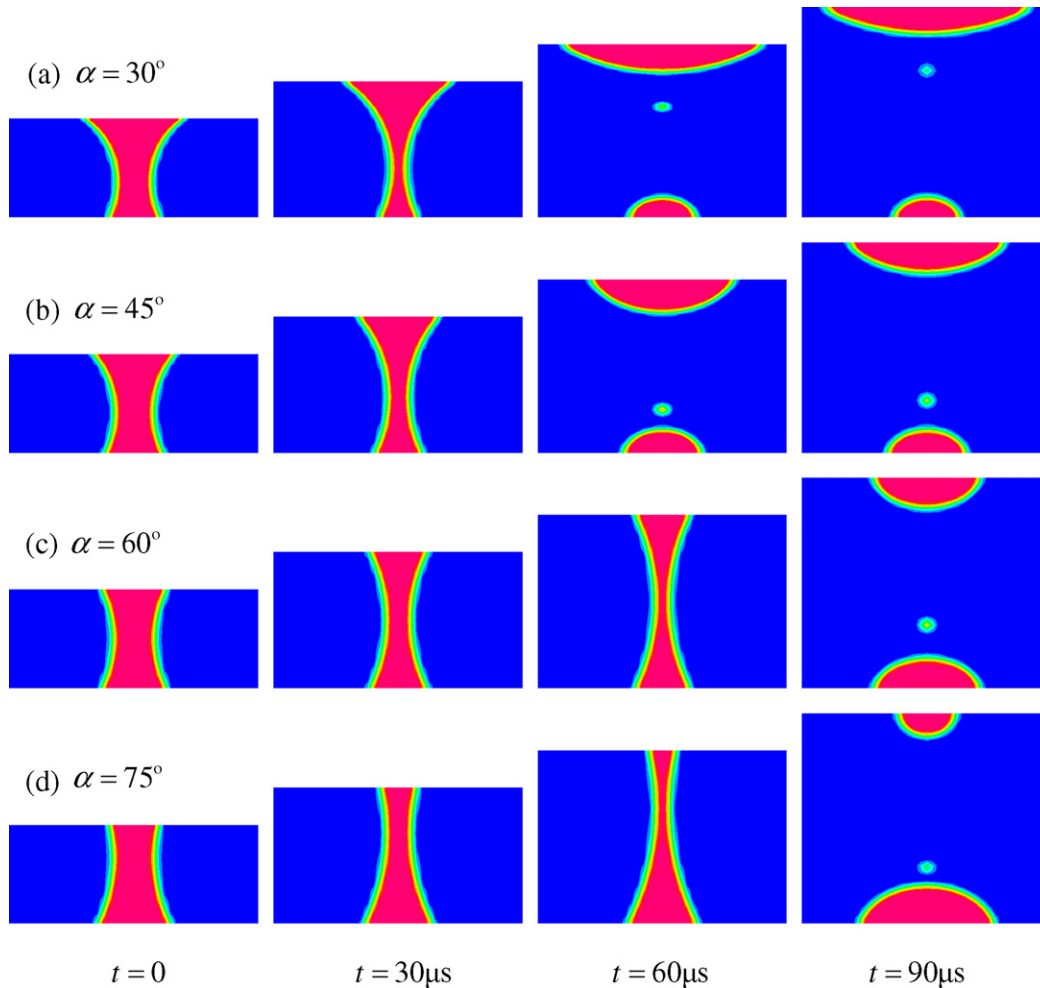 (a) α = 30°
(b) α = 45°
(c) α = 60°
(d) α = 75°
t = 0
t = 30μs
t = 60μs
t = 90μs